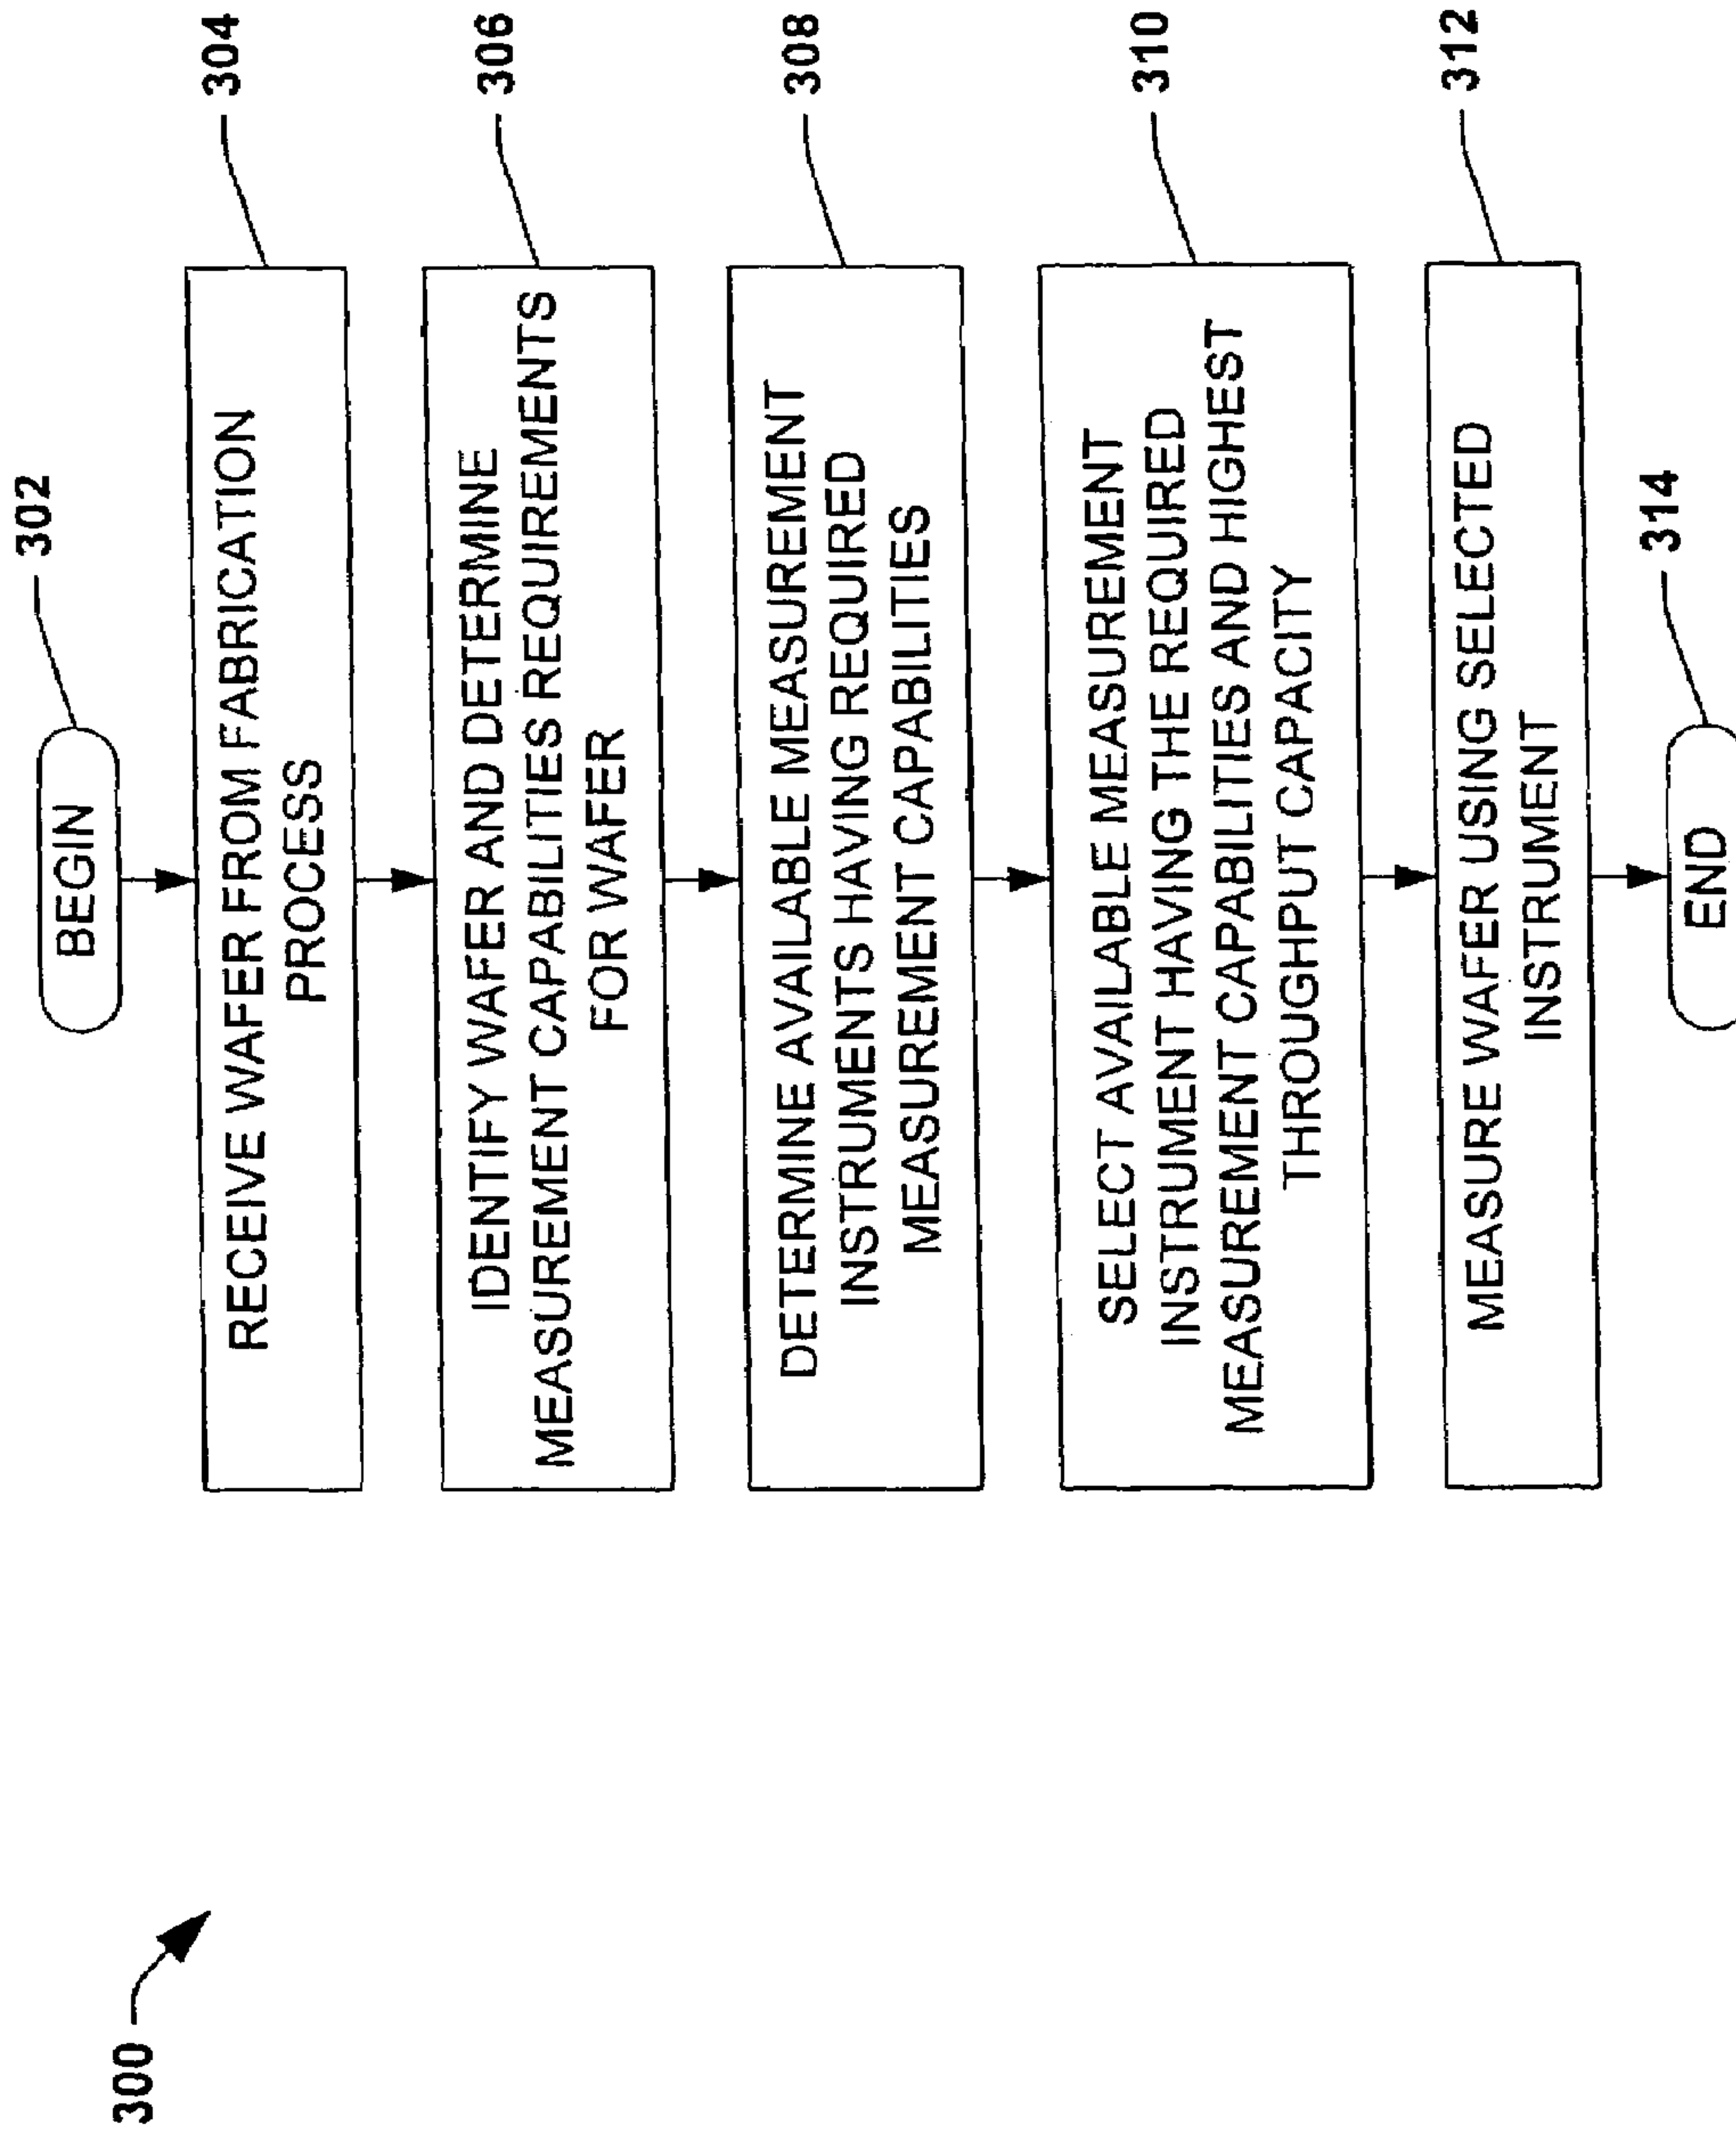 300
302
BEGIN
304
RECEIVE WAFER FROM FABRICATION
PROCESS
306
IDENTIFY WAFER AND DETERMINE
MEASUREMENT CAPABILITIES REQUIREMENTS
FOR WAFER
308
DETERMINE AVAILABLE MEASUREMENT
INSTRUMENTS HAVING REQUIRED
MEASUREMENT CAPABILITIES
310
SELECT AVAILABLE MEASUREMENT
INSTRUMENT HAVING THE REQUIRED
MEASUREMENT CAPABILITIES AND HIGHEST
THROUGHPUT CAPACITY
312
MEASURE WAFER USING SELECTED
INSTRUMENT
314
END